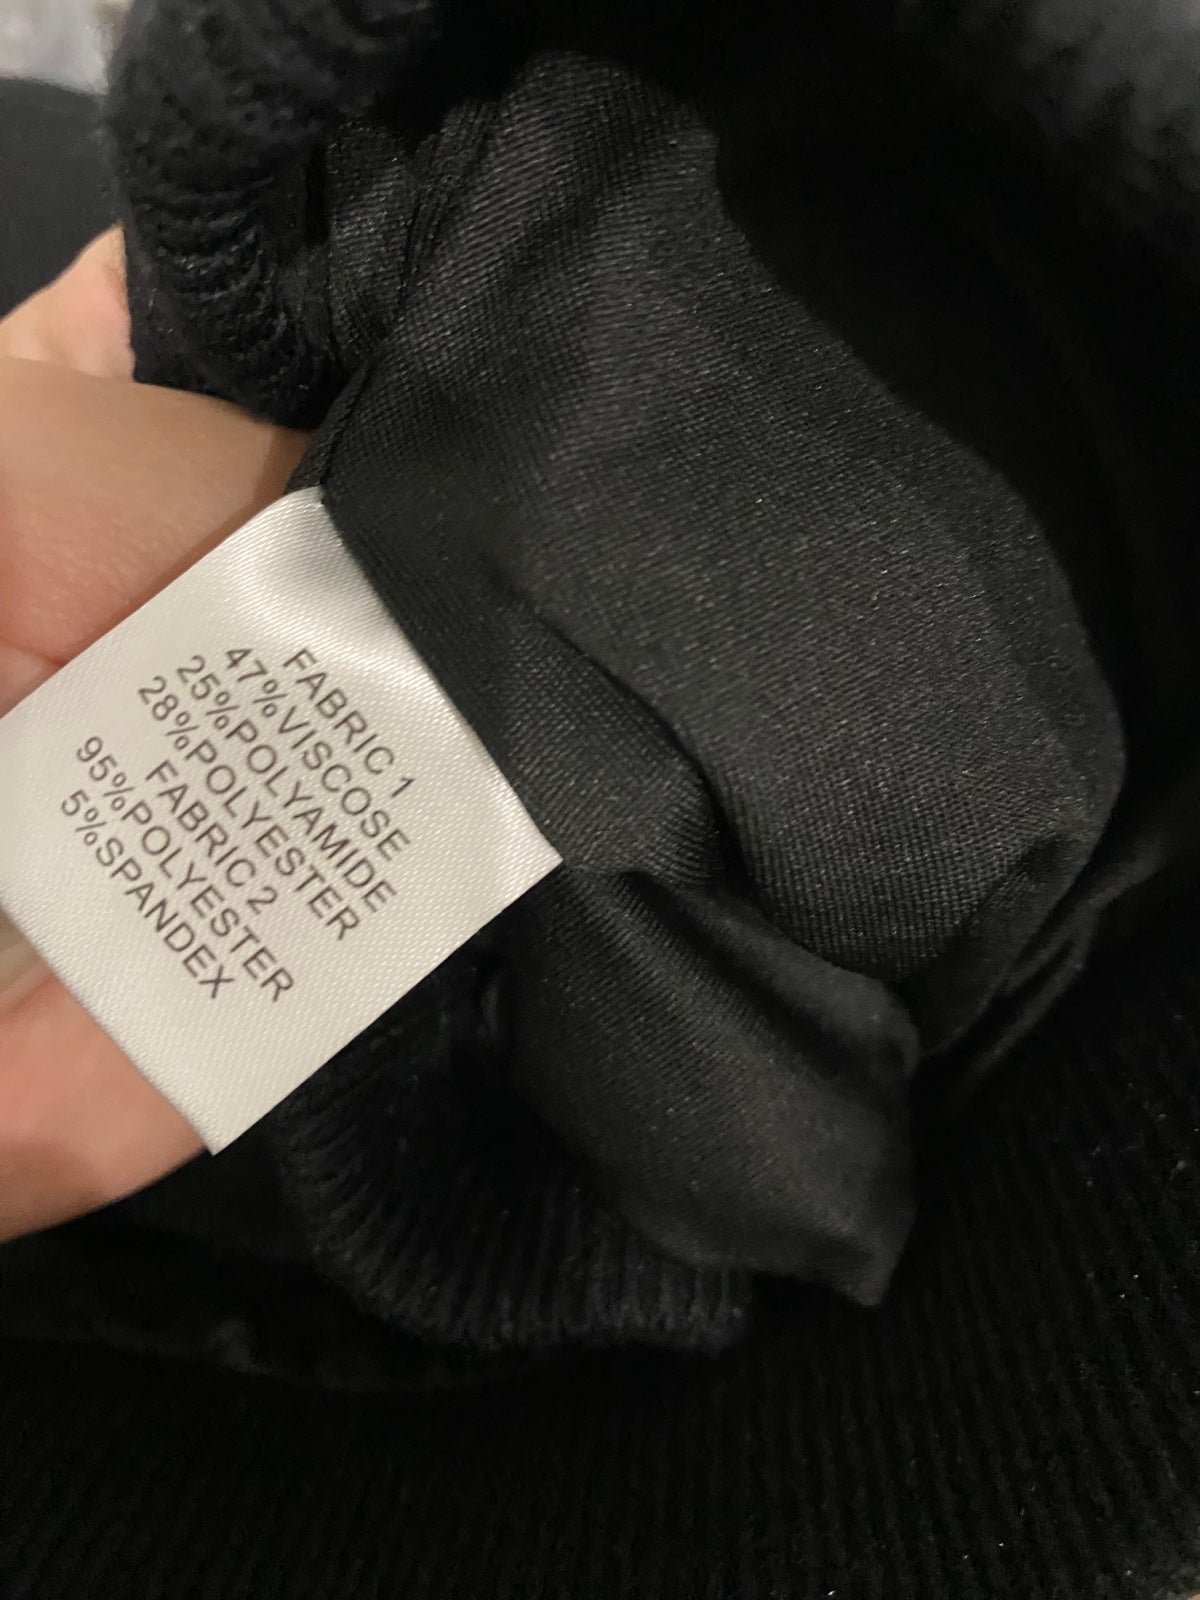 FABRIC 1
47%VISCOSE
25%POLYAMIDE
28%POLYESTER
FABRIC 2
95%POLYESTER
5%SPANDEX